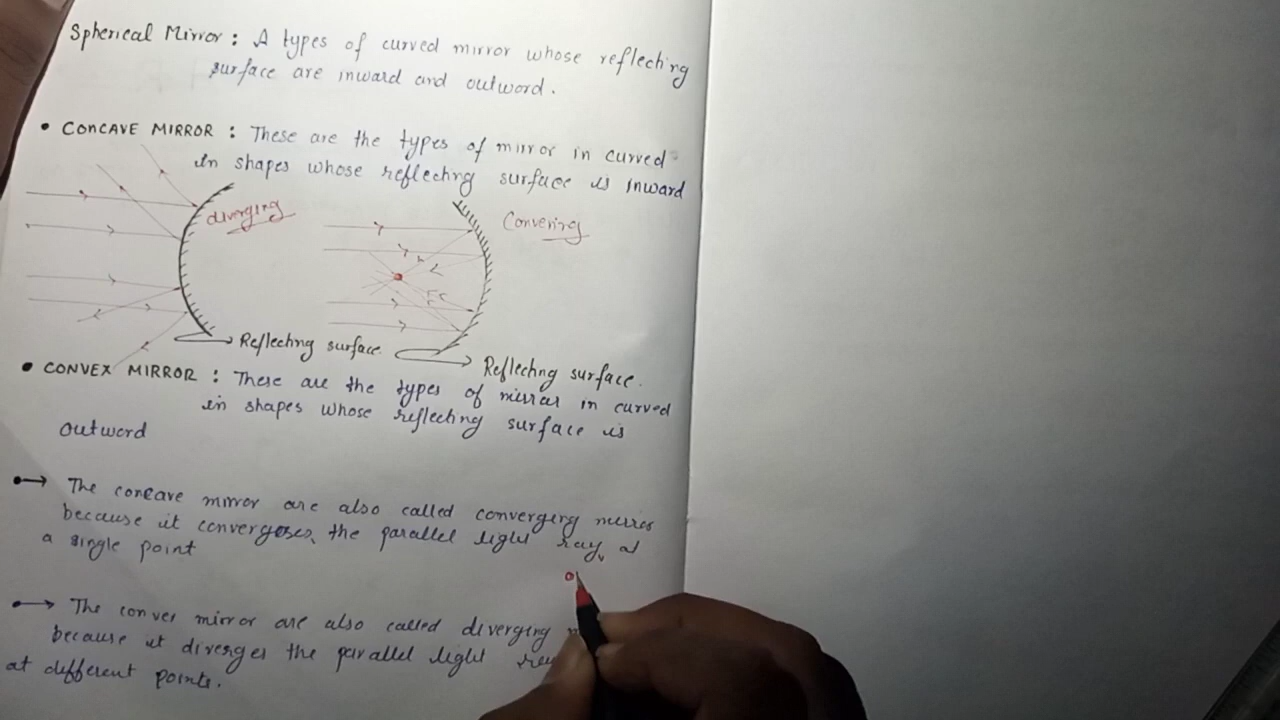 Spherical Mirror : A types of curved mirror whose reflecting
surface are inward and outword.
• CONCAVE MIRROR : These are the types of mirror in curved
in shapes whose reflecting surface is inward
diverging
Convering
Reflecting surface.
Reflecting surface.
• CONVEX MIRROR : These are the types of mirror in curved
in shapes whose reflecting surface is
outword
The concave mirror are also called converging mirror
because it converges the parallel light ray at
a single point
The convex mirror are also called diverging
because it diverges the parallel light
at different points.